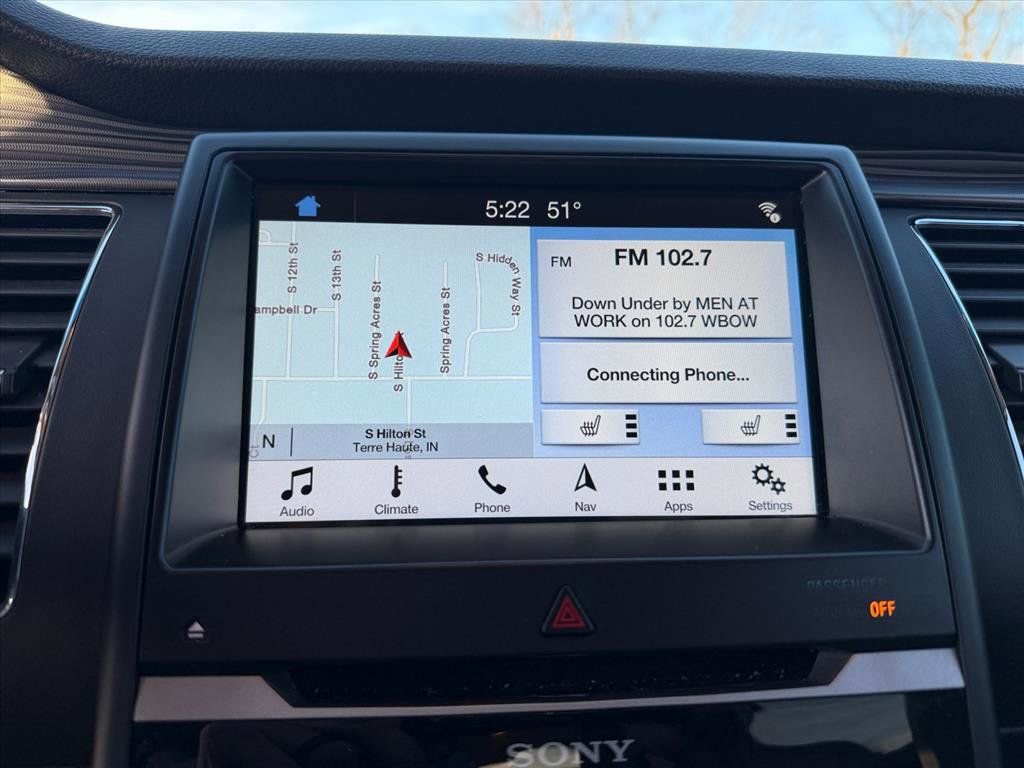 5:22 51°
S 12th St
S 13th St
S Hidden Way St
ampbell Dr
S Spring Acres St
Spring Acres St
S Hilto
FM
FM 102.7
Down Under by MEN AT
WORK on 102.7 WBOW
Connecting Phone...
N
S Hilton St
Terre Haute, IN
Audio
Climate
Phone
Nav
Apps
Settings
PASSENGER
OFF
SONY